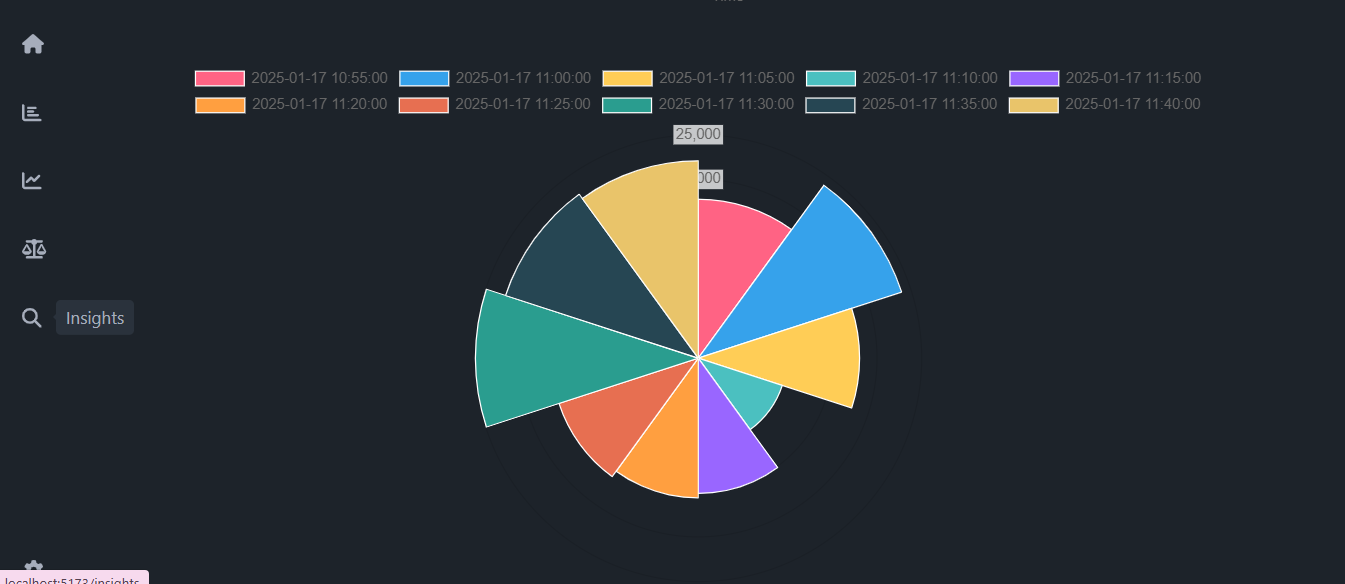 2025-01-17 10:55:00 2025-01-17 11:00:00 2025-01-17 11:05:00 2025-01-17 11:10:00 2025-01-17 11:15:00
2025-01-17 11:20:00 2025-01-17 11:25:00 2025-01-17 11:30:00 2025-01-17 11:35:00 2025-01-17 11:40:00
25,000
000
Insights
localhost:5173/insights